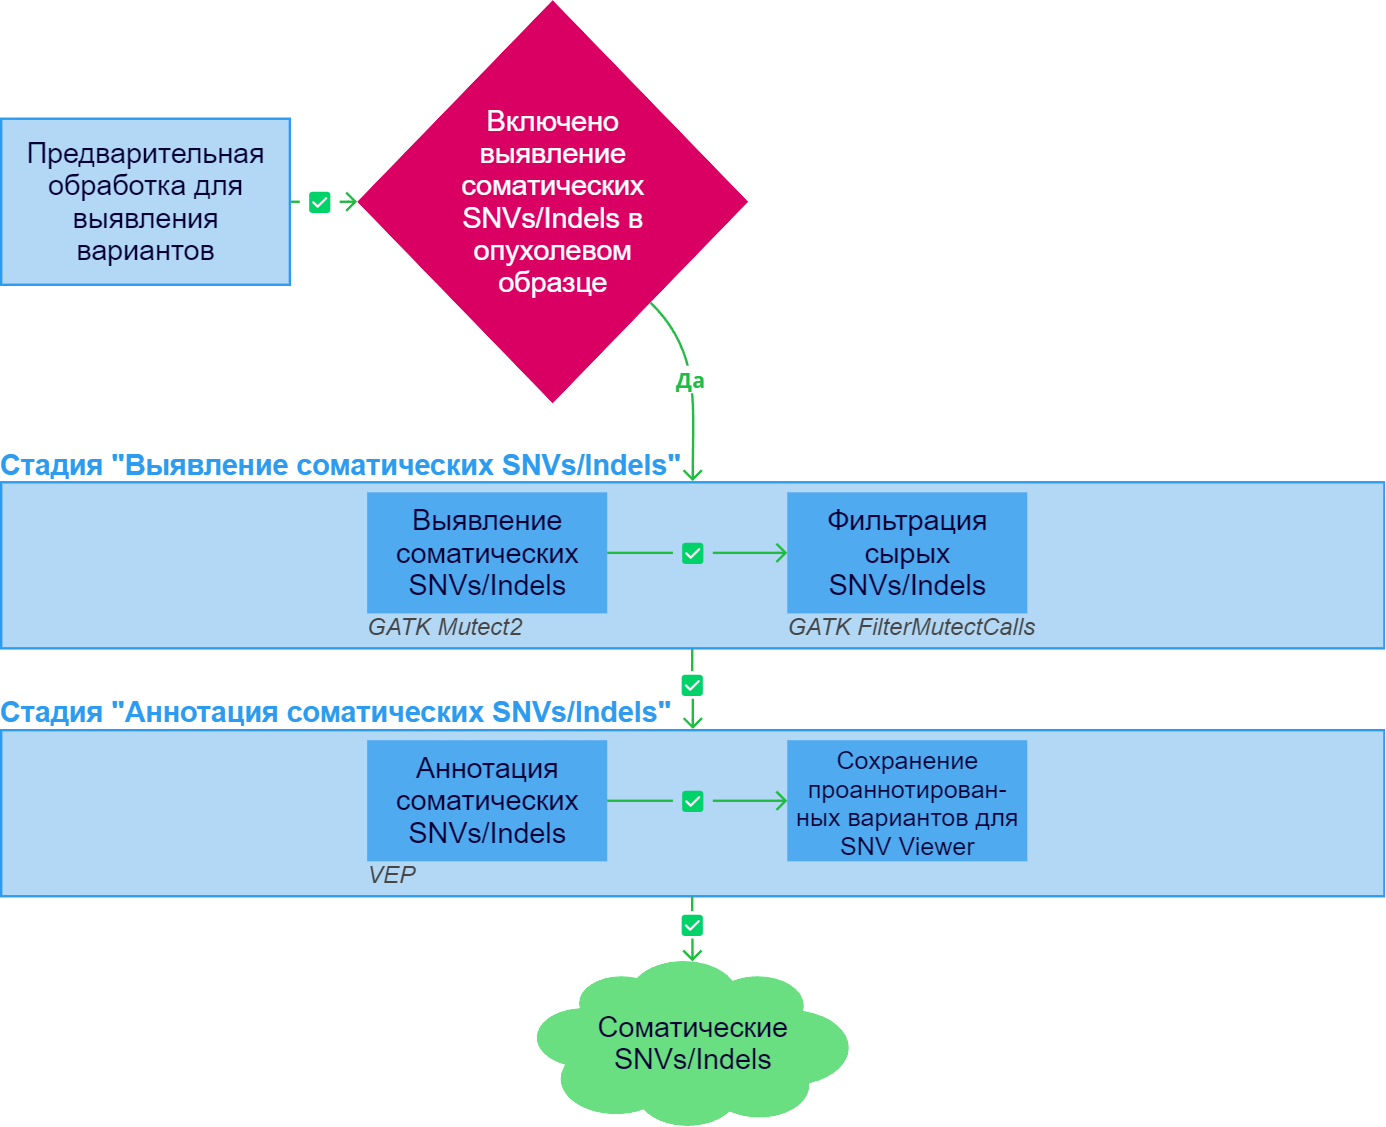 Предварительная
обработка для
выявления
вариантов
Включено
выявление
соматических
SNVs/Indels в
опухолевом
образце
Да
Стадия "Выявление соматических SNVs/Indels"
Выявление
соматических
SNVs/Indels
GATK Mutect2
Фильтрация
сырых
SNVs/Indels
GATK FilterMutectCalls
Стадия "Аннотация соматических SNVs/Indels"
Аннотация
соматических
SNVs/Indels
VEP
Сохранение
проаннотирован-
ных вариантов для
SNV Viewer
Соматические
SNVs/Indels